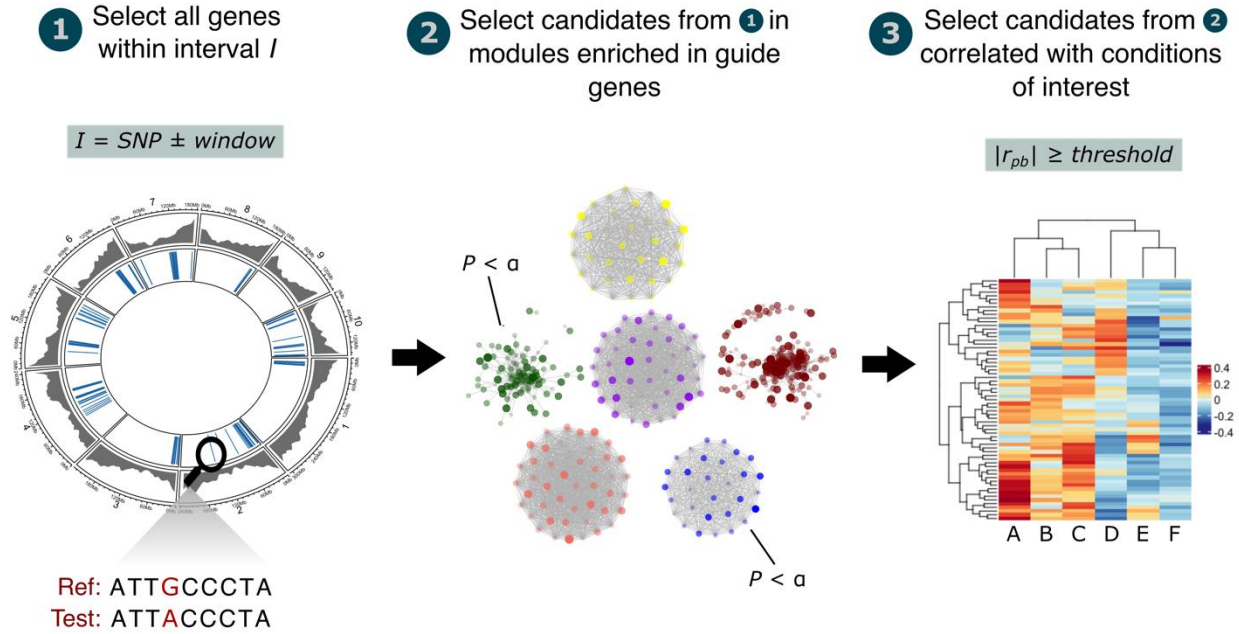 1 Select all genes
within interval I
I = SNP ± window
2 Select candidates from 1 in
modules enriched in guide
genes
P < α
P < α
3 Select candidates from 2
correlated with conditions
of interest
|rpb| ≥ threshold
0.4
0.2
0
-0.2
-0.4
A B C D E F
1
2
3
4
5
6
7
8
9
10
Ref: ATTGCCCTA
Test: ATTACCCTA